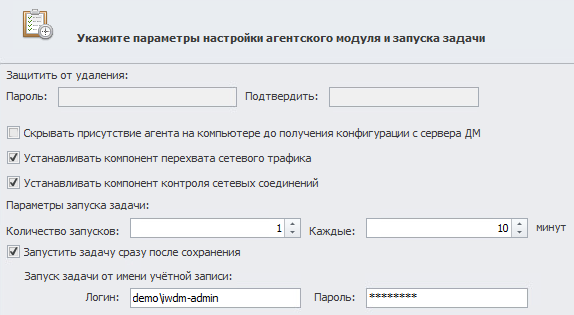 Укажите параметры настройки агентского модуля и запуска задачи
Защитить от удаления:
Пароль: Подтвердить:
Скрывать присутствие агента на компьютере до получения конфигурации с сервера ДМ
Устанавливать компонент перехвата сетевого трафика
Устанавливать компонент контроля сетевых соединений
Параметры запуска задачи:
Количество запусков: 1 Каждые: 10 минут
Запустить задачу сразу после сохранения
Запуск задачи от имени учётной записи:
Логин: demo\iwdm-admin Пароль: ********